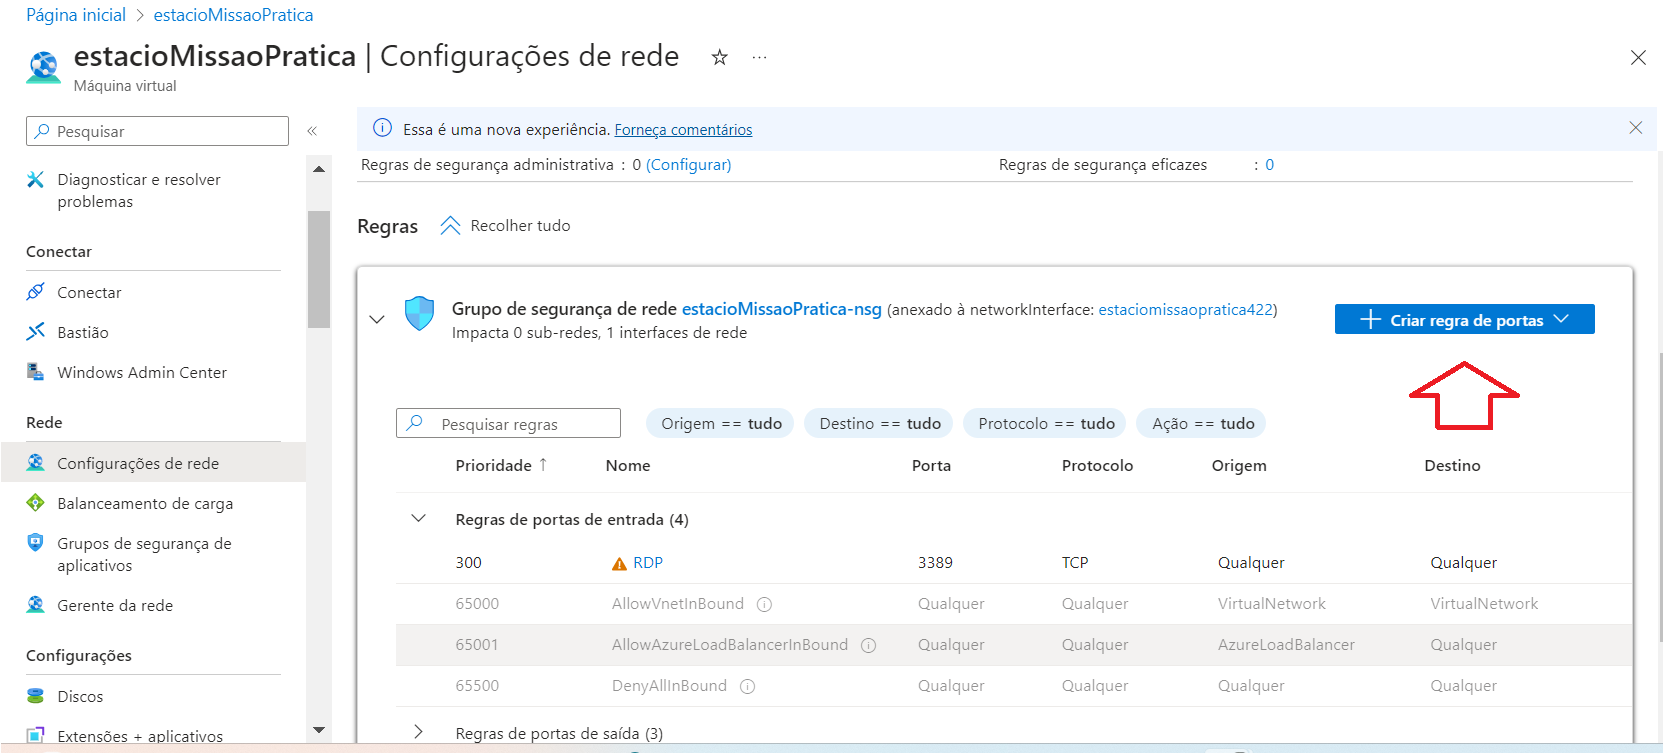 Página inicial > estacioMissaoPratica
estacioMissaoPratica | Configurações de rede
Máquina virtual
Pesquisar
Diagnosticar e resolver
problemas
Conectar
Conectar
Bastião
Windows Admin Center
Rede
Configurações de rede
Balanceamento de carga
Grupos de segurança de
aplicativos
Gerente da rede
Configurações
Discos
Extensões + aplicativos
Essa é uma nova experiência. Forneça comentários
Regras de segurança administrativa : 0 (Configurar)
Regras de segurança eficazes : 0
Regras Recolher tudo
Grupo de segurança de rede estacioMissaoPratica-nsg (anexado à networkInterface: estaciomissaopratica422)
Impacta 0 sub-redes, 1 interfaces de rede
Criar regra de portas
Pesquisar regras Origem == tudo Destino == tudo Protocolo == tudo Ação == tudo
Prioridade ↑ Nome Porta Protocolo Origem Destino
Regras de portas de entrada (4)
300 RDP 3389 TCP Qualquer Qualquer
65000 AllowVnetInBound Qualquer Qualquer VirtualNetwork VirtualNetwork
65001 AllowAzureLoadBalancerInBound Qualquer Qualquer AzureLoadBalancer Qualquer
65500 DenyAllInBound Qualquer Qualquer Qualquer Qualquer
Regras de portas de saída (3)